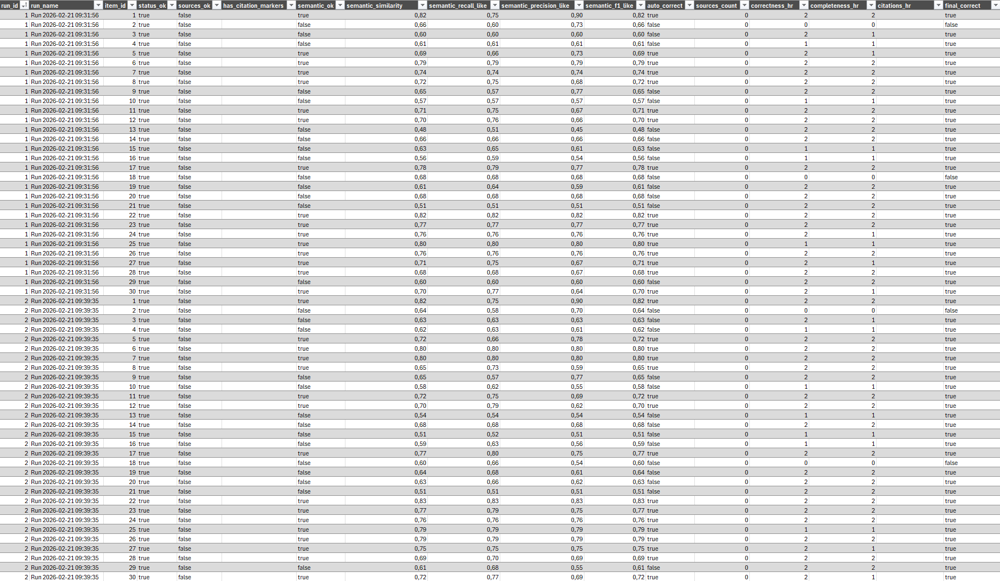 run_id run_name item_id status_ok sources_ok has_citation_markers semantic_ok semantic_similarity semantic_recall_like semantic_precision_like semantic_f1_like auto_correct sources_count correctness_hr completeness_hr citations_hr final_correct
1 Run 2026-02-21 09:31:56 1 true false true 0,82 0,75 0,90 0,82 true 0 2 2 true
1 Run 2026-02-21 09:31:56 2 true false false 0,66 0,60 0,73 0,66 false 0 0 0 false
1 Run 2026-02-21 09:31:56 3 true false false 0,60 0,60 0,60 0,60 false 0 2 1 true
1 Run 2026-02-21 09:31:56 4 true false false 0,61 0,61 0,61 0,61 false 0 1 1 true
1 Run 2026-02-21 09:31:56 5 true false true 0,69 0,66 0,73 0,69 true 0 2 1 true
1 Run 2026-02-21 09:31:56 6 true false true 0,79 0,79 0,79 0,79 true 0 2 2 true
1 Run 2026-02-21 09:31:56 7 true false true 0,74 0,74 0,74 0,74 true 0 2 2 true
1 Run 2026-02-21 09:31:56 8 true false true 0,72 0,75 0,68 0,72 true 0 2 2 true
1 Run 2026-02-21 09:31:56 9 true false false 0,65 0,57 0,77 0,65 false 0 2 2 true
1 Run 2026-02-21 09:31:56 10 true false false 0,57 0,57 0,57 0,57 false 0 1 1 true
1 Run 2026-02-21 09:31:56 11 true false true 0,71 0,75 0,67 0,71 true 0 2 2 true
1 Run 2026-02-21 09:31:56 12 true false true 0,70 0,76 0,66 0,70 true 0 2 2 true
1 Run 2026-02-21 09:31:56 13 true false false 0,48 0,51 0,45 0,48 false 0 2 2 true
1 Run 2026-02-21 09:31:56 14 true false false 0,66 0,66 0,66 0,66 false 0 2 2 true
1 Run 2026-02-21 09:31:56 15 true false false 0,63 0,65 0,61 0,63 false 0 1 1 true
1 Run 2026-02-21 09:31:56 16 true false false 0,56 0,59 0,54 0,56 false 0 1 1 true
1 Run 2026-02-21 09:31:56 17 true false true 0,78 0,79 0,77 0,78 true 0 2 2 true
1 Run 2026-02-21 09:31:56 18 true false false 0,68 0,68 0,68 0,68 false 0 0 0 false
1 Run 2026-02-21 09:31:56 19 true false false 0,61 0,64 0,59 0,61 false 0 2 2 true
1 Run 2026-02-21 09:31:56 20 true false false 0,68 0,68 0,68 0,68 false 0 2 2 true
1 Run 2026-02-21 09:31:56 21 true false false 0,51 0,51 0,51 0,51 false 0 2 2 true
1 Run 2026-02-21 09:31:56 22 true false true 0,82 0,82 0,82 0,82 true 0 2 2 true
1 Run 2026-02-21 09:31:56 23 true false true 0,77 0,77 0,77 0,77 true 0 2 2 true
1 Run 2026-02-21 09:31:56 24 true false true 0,76 0,76 0,76 0,76 true 0 2 1 true
1 Run 2026-02-21 09:31:56 25 true false true 0,80 0,80 0,80 0,80 true 0 1 1 true
1 Run 2026-02-21 09:31:56 26 true false true 0,76 0,76 0,76 0,76 true 0 2 2 true
1 Run 2026-02-21 09:31:56 27 true false true 0,71 0,75 0,67 0,71 true 0 2 1 true
1 Run 2026-02-21 09:31:56 28 true false true 0,68 0,68 0,67 0,68 true 0 2 2 true
1 Run 2026-02-21 09:31:56 29 true false false 0,60 0,60 0,60 0,60 false 0 2 2 true
1 Run 2026-02-21 09:31:56 30 true false true 0,70 0,77 0,64 0,70 true 0 2 1 true
2 Run 2026-02-21 09:39:35 1 true false true 0,82 0,75 0,90 0,82 true 0 2 2 true
2 Run 2026-02-21 09:39:35 2 true false false 0,64 0,58 0,70 0,64 false 0 0 0 false
2 Run 2026-02-21 09:39:35 3 true false false 0,63 0,63 0,63 0,63 false 0 2 1 true
2 Run 2026-02-21 09:39:35 4 true false false 0,62 0,63 0,61 0,62 false 0 1 1 true
2 Run 2026-02-21 09:39:35 5 true false true 0,72 0,66 0,78 0,72 true 0 2 2 true
2 Run 2026-02-21 09:39:35 6 true false true 0,80 0,80 0,80 0,80 true 0 2 2 true
2 Run 2026-02-21 09:39:35 7 true false true 0,80 0,80 0,80 0,80 true 0 2 2 true
2 Run 2026-02-21 09:39:35 8 true false true 0,65 0,73 0,59 0,65 true 0 2 2 true
2 Run 2026-02-21 09:39:35 9 true false false 0,65 0,57 0,77 0,65 false 0 2 2 true
2 Run 2026-02-21 09:39:35 10 true false false 0,58 0,62 0,55 0,58 false 0 1 1 true
2 Run 2026-02-21 09:39:35 11 true false true 0,72 0,75 0,69 0,72 true 0 2 2 true
2 Run 2026-02-21 09:39:35 12 true false true 0,70 0,79 0,62 0,70 true 0 2 2 true
2 Run 2026-02-21 09:39:35 13 true false false 0,54 0,54 0,54 0,54 false 0 1 1 true
2 Run 2026-02-21 09:39:35 14 true false false 0,68 0,68 0,68 0,68 false 0 2 2 true
2 Run 2026-02-21 09:39:35 15 true false false 0,51 0,52 0,51 0,51 false 0 1 1 true
2 Run 2026-02-21 09:39:35 16 true false false 0,59 0,63 0,56 0,59 false 0 1 1 true
2 Run 2026-02-21 09:39:35 17 true false true 0,77 0,80 0,75 0,77 true 0 2 2 true
2 Run 2026-02-21 09:39:35 18 true false false 0,60 0,66 0,54 0,60 false 0 0 0 false
2 Run 2026-02-21 09:39:35 19 true false false 0,64 0,68 0,61 0,64 false 0 2 2 true
2 Run 2026-02-21 09:39:35 20 true false false 0,63 0,66 0,62 0,63 false 0 2 2 true
2 Run 2026-02-21 09:39:35 21 true false false 0,51 0,51 0,51 0,51 false 0 2 2 true
2 Run 2026-02-21 09:39:35 22 true false true 0,83 0,83 0,83 0,83 true 0 2 2 true
2 Run 2026-02-21 09:39:35 23 true false true 0,77 0,79 0,75 0,77 true 0 2 2 true
2 Run 2026-02-21 09:39:35 24 true false true 0,76 0,76 0,76 0,76 true 0 2 2 true
2 Run 2026-02-21 09:39:35 25 true false true 0,79 0,79 0,79 0,79 true 0 1 1 true
2 Run 2026-02-21 09:39:35 26 true false true 0,79 0,79 0,79 0,79 true 0 2 2 true
2 Run 2026-02-21 09:39:35 27 true false true 0,75 0,75 0,75 0,75 true 0 2 1 true
2 Run 2026-02-21 09:39:35 28 true false true 0,69 0,70 0,69 0,69 true 0 2 2 true
2 Run 2026-02-21 09:39:35 29 true false false 0,61 0,68 0,55 0,61 false 0 2 2 true
2 Run 2026-02-21 09:39:35 30 true false true 0,72 0,77 0,69 0,72 true 0 2 1 true